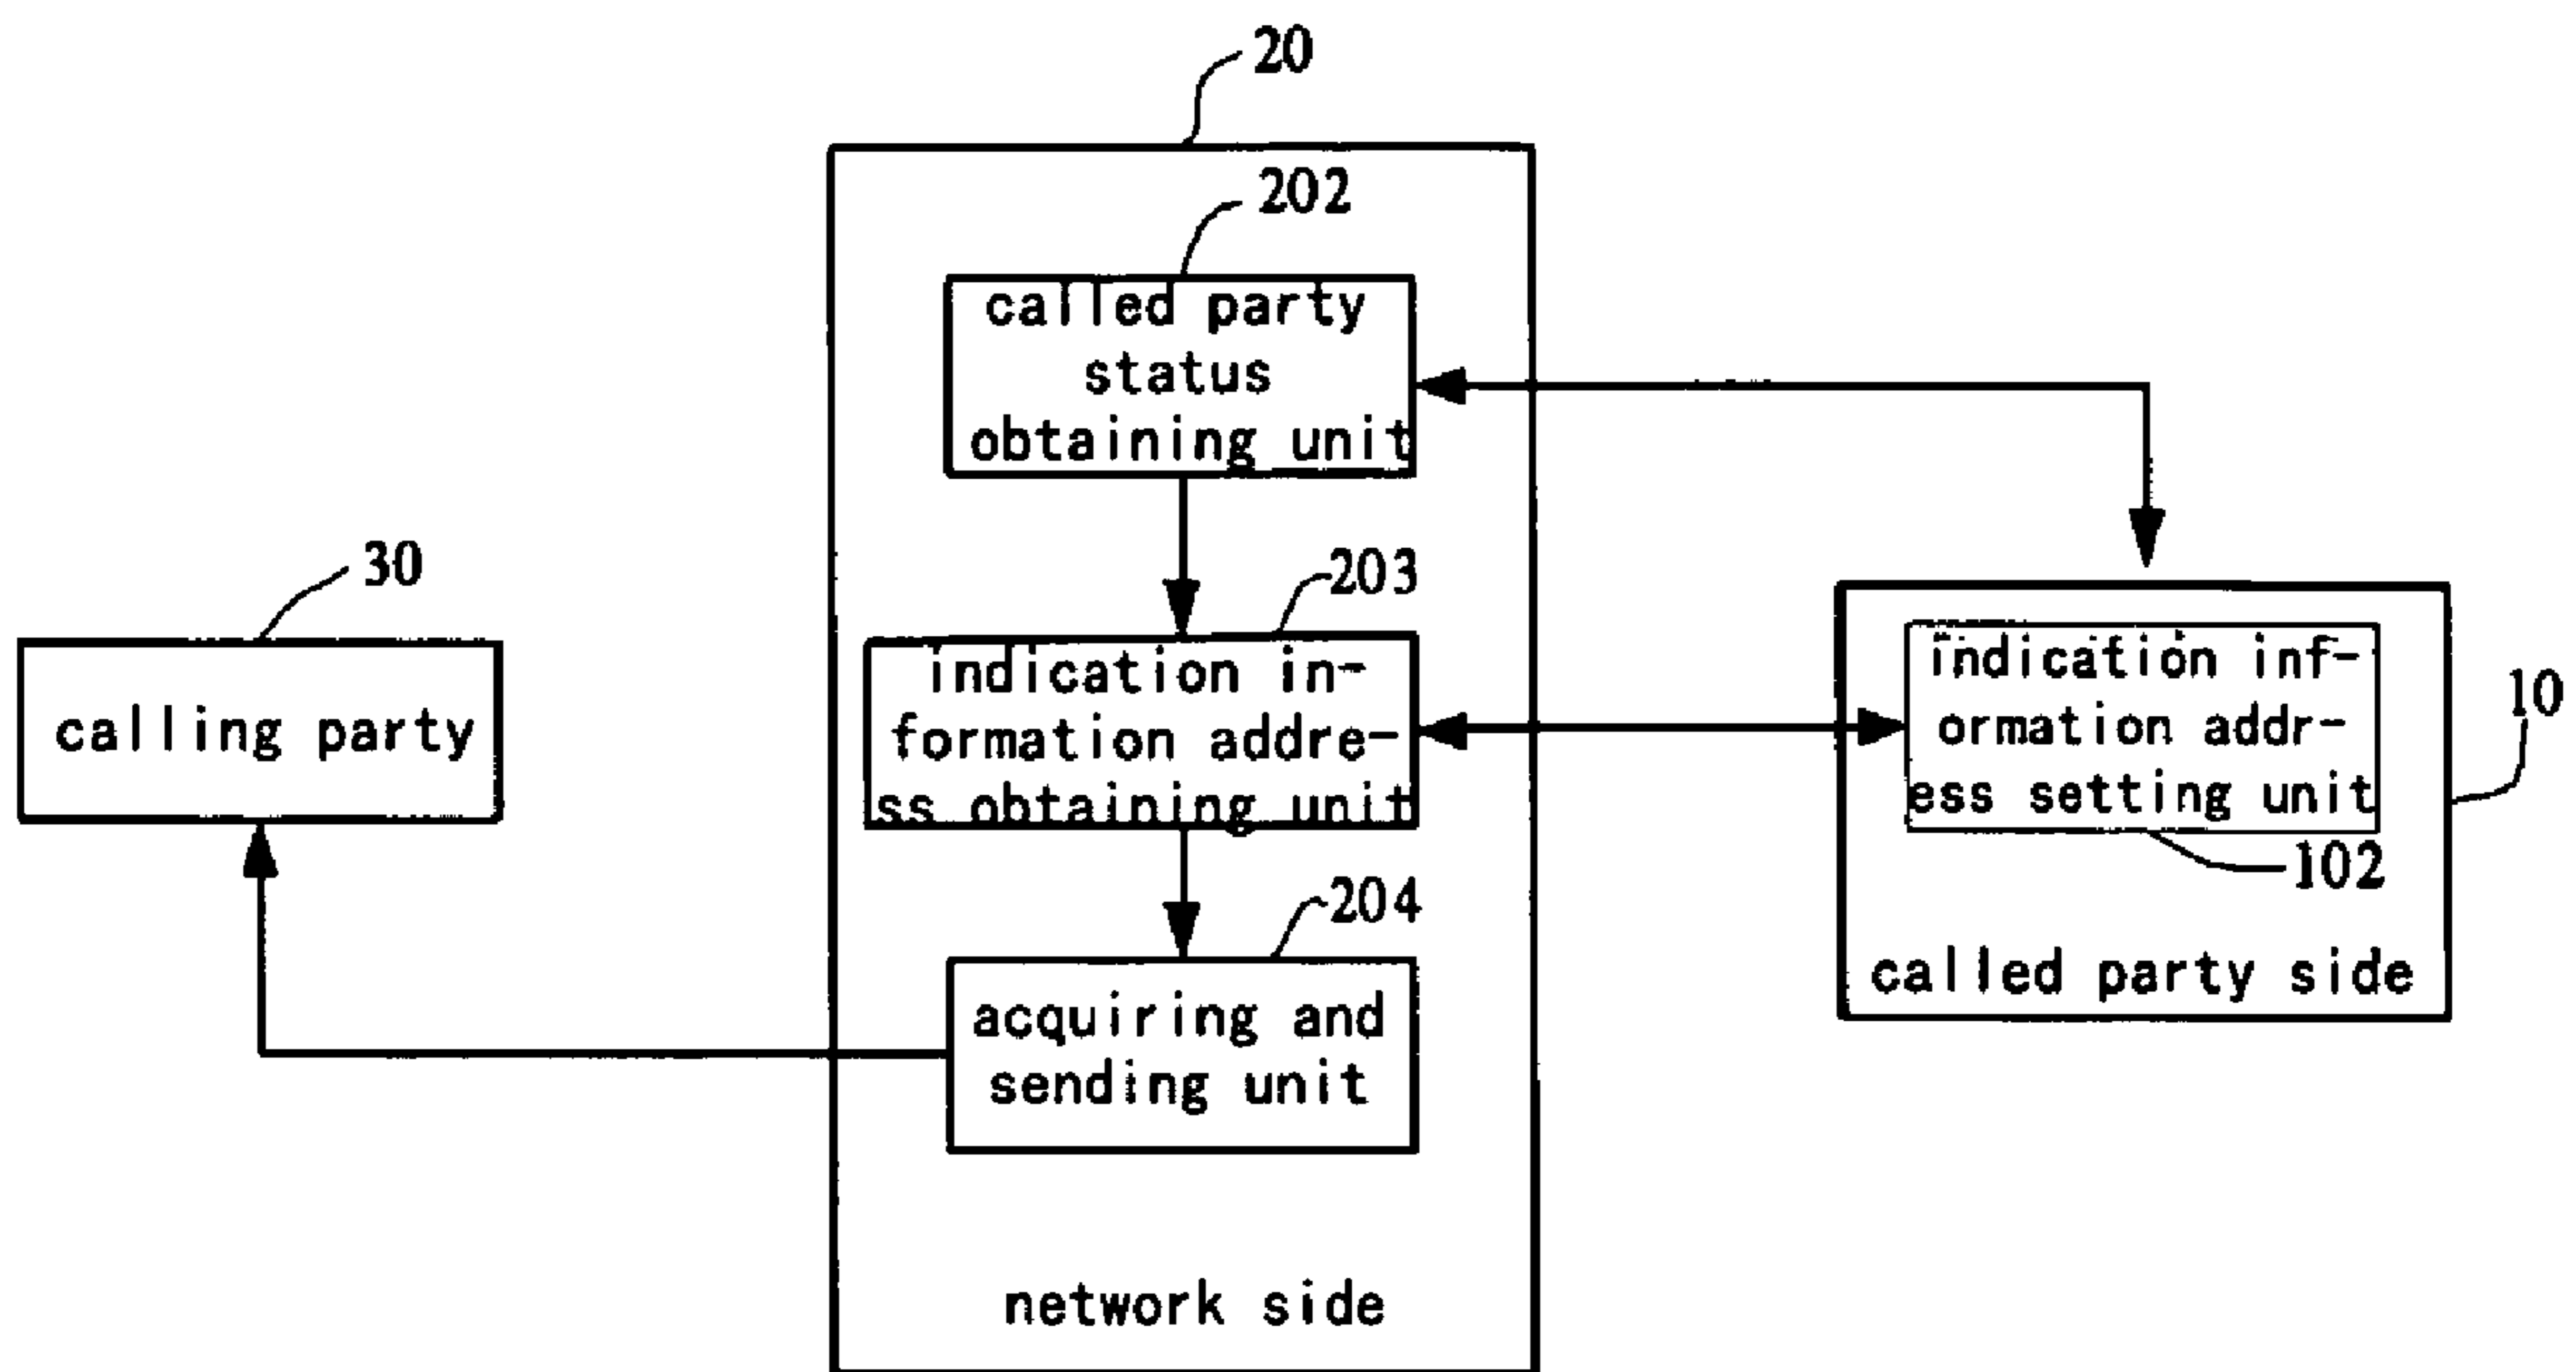 20
202
called party
status
obtaining unit
30
203
calling party
indication in-
formation addre-
ss obtaining unit
indication inf-
ormation addr-
ess setting unit
10
102
called party side
204
acquiring and
sending unit
network side